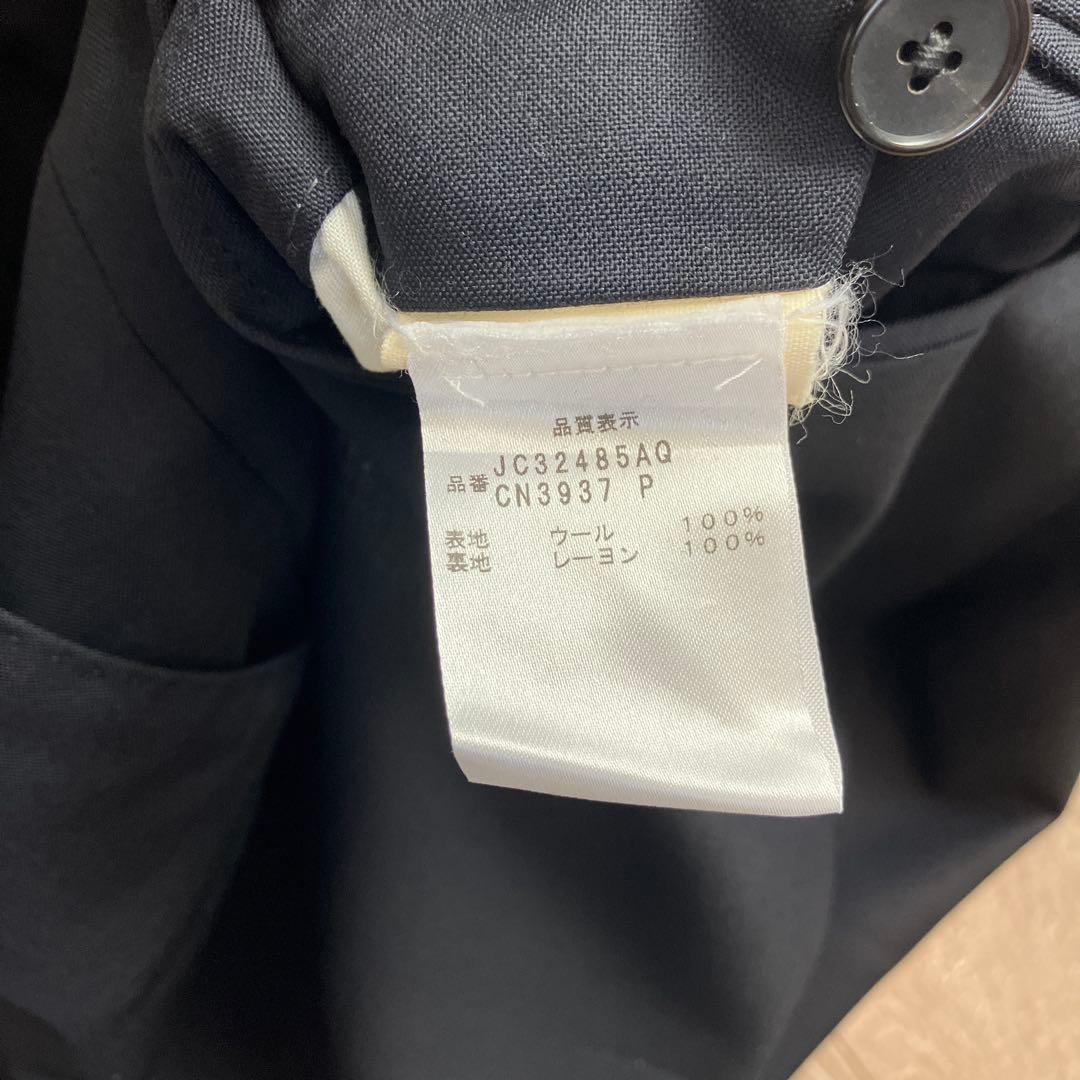 品質表示
品番 JC32485AQ
CN3937 P
表地 ウール 100%
裏地 レーヨン 100%